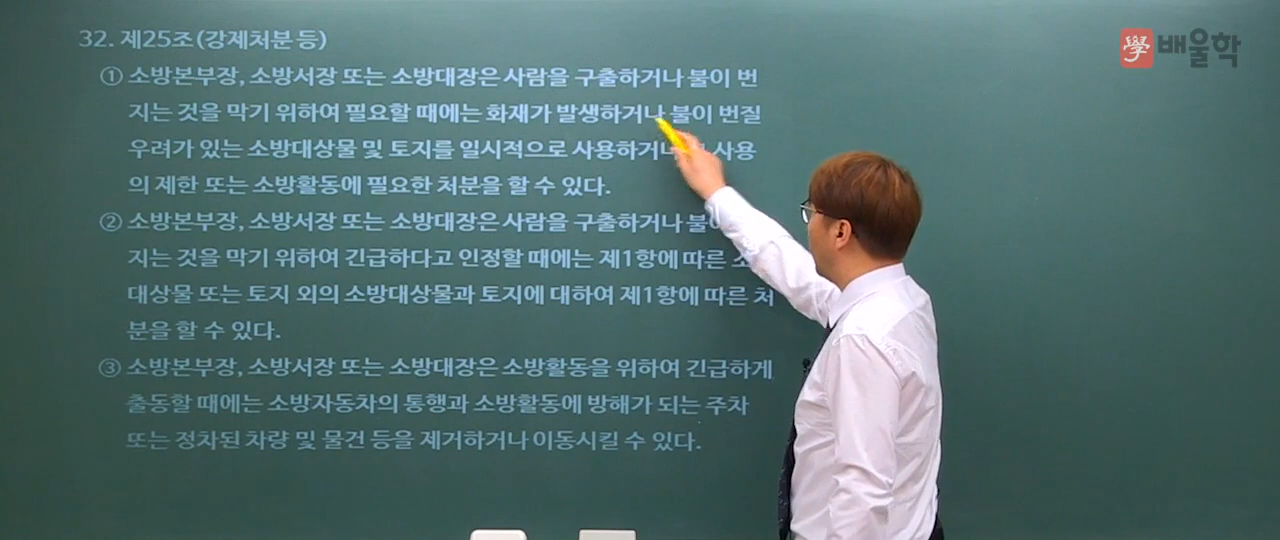 32. 제25조(강제처분 등)
學 배울학
① 소방본부장, 소방서장 또는 소방대장은 사람을 구출하거나 불이 번
지는 것을 막기 위하여 필요할 때에는 화재가 발생하거나 불이 번질
우려가 있는 소방대상물 및 토지를 일시적으로 사용하거나 사용
의 제한 또는 소방활동에 필요한 처분을 할 수 있다.
② 소방본부장, 소방서장 또는 소방대장은 사람을 구출하거나 불이
지는 것을 막기 위하여 긴급하다고 인정할 때에는 제1항에 따른
대상물 또는 토지 외의 소방대상물과 토지에 대하여 제1항에 따른 처
분을 할 수 있다.
③ 소방본부장, 소방서장 또는 소방대장은 소방활동을 위하여 긴급하게
출동할 때에는 소방자동차의 통행과 소방활동에 방해가 되는 주차
또는 정차된 차량 및 물건 등을 제거하거나 이동시킬 수 있다.